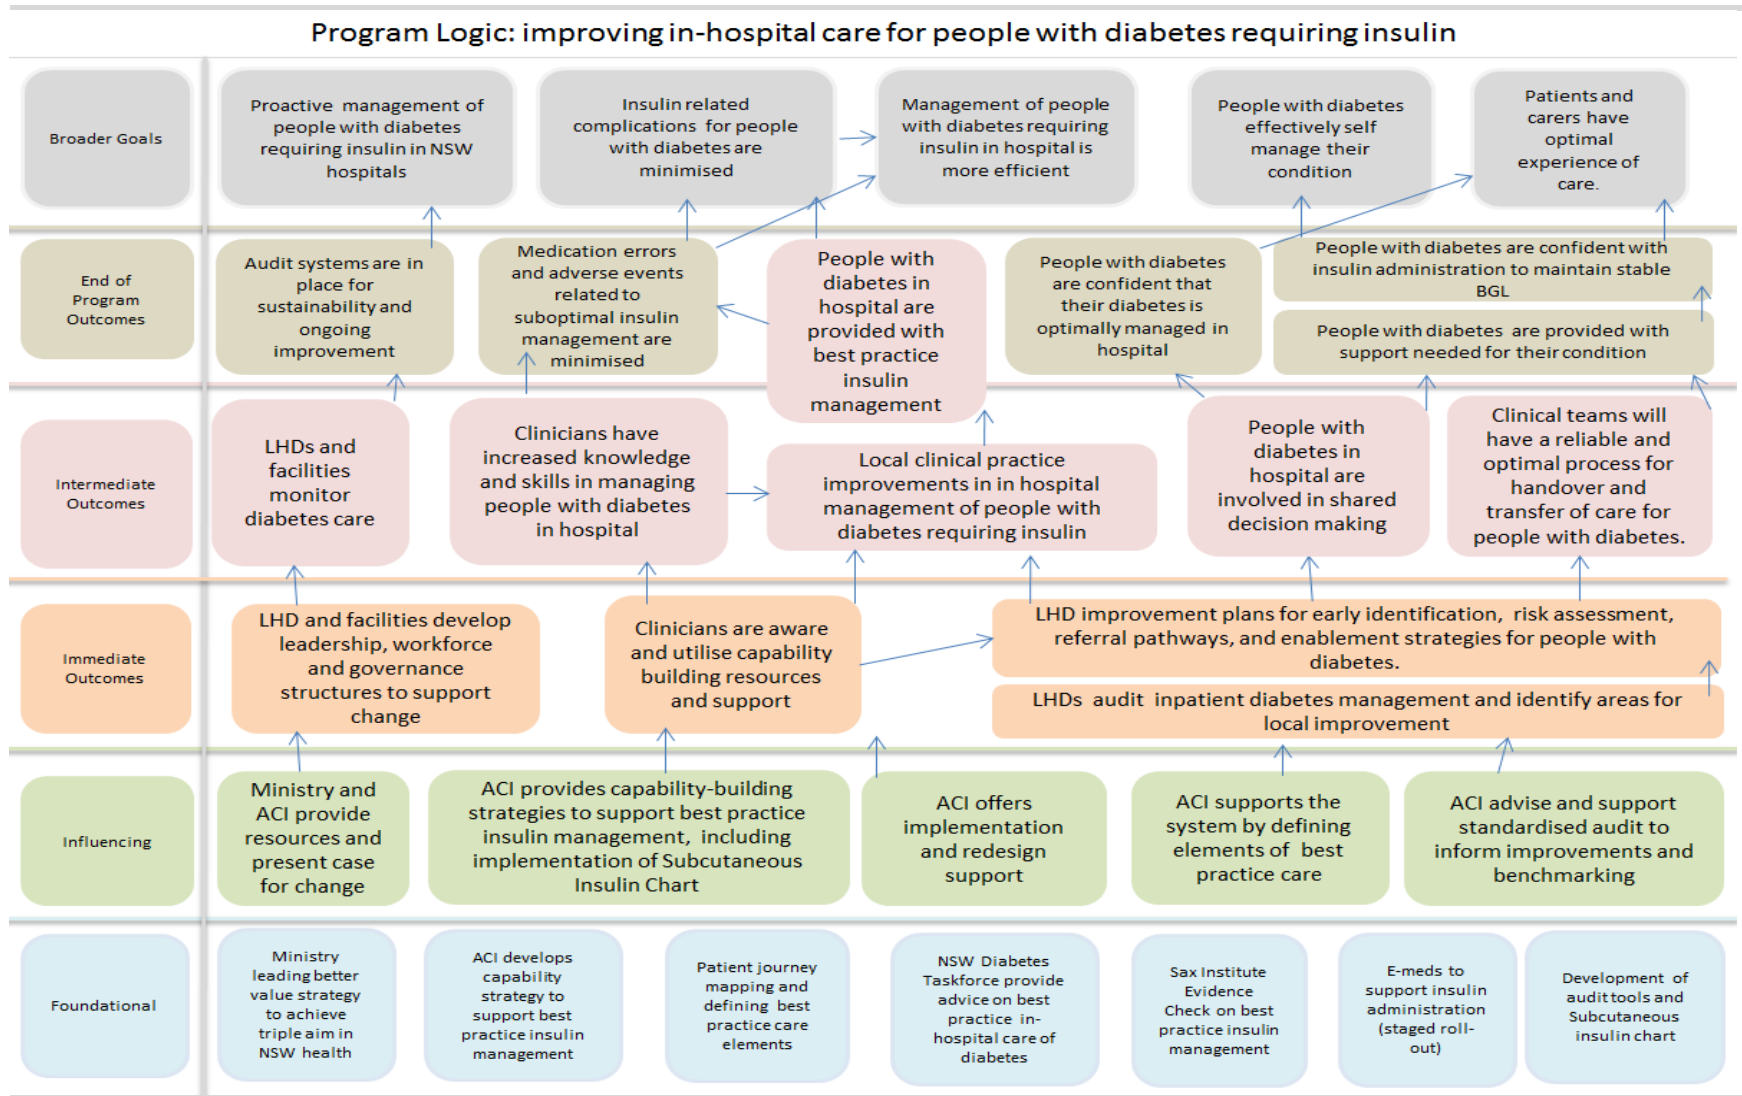 Program Logic: improving in-hospital care for people with diabetes requiring insulin
Broader Goals
Proactive management of
people with diabetes
requiring insulin in NSW
hospitals
Insulin related
complications for people
with diabetes are
minimised
Management of people
with diabetes requiring
insulin in hospital is
more efficient
People with diabetes
effectively self
manage their
condition
Patients and
carers have
optimal
experience of
care.
End of
Program
Outcomes
Audit systems are in
place for
sustainability and
ongoing
improvement
Medication errors
and adverse events
related to
suboptimal insulin
management are
minimised
People with
diabetes in
hospital are
provided with
best practice
insulin
management
People with diabetes
are confident that
their diabetes is
optimally managed in
hospital
People with diabetes are confident with
insulin administration to maintain stable
BGL
People with diabetes are provided with
support needed for their condition
Intermediate
Outcomes
LHDs and
facilities
monitor
diabetes care
Clinicians have
increased knowledge
and skills in managing
people with diabetes
in hospital
Local clinical practice
improvements in in hospital
management of people with
diabetes requiring insulin
People with
diabetes in
hospital are
involved in shared
decision making
Clinical teams will
have a reliable and
optimal process for
handover and
transfer of care for
people with diabetes.
Immediate
Outcomes
LHD and facilities develop
leadership, workforce
and governance
structures to support
change
Clinicians are aware
and utilise capability
building resources
and support
LHD improvement plans for early identification, risk assessment,
referral pathways, and enablement strategies for people with
diabetes.
LHDs audit inpatient diabetes management and identify areas for
local improvement
Influencing
Ministry and
ACI provide
resources and
present case
for change
ACI provides capability-building
strategies to support best practice
insulin management, including
implementation of Subcutaneous
Insulin Chart
ACI offers
implementation
and redesign
support
ACI supports the
system by defining
elements of best
practice care
ACI advise and support
standardised audit to
inform improvements and
benchmarking
Foundational
Ministry
leading better
value strategy
to achieve
triple aim in
NSW health
ACI develops
capability
strategy to
support best
practice insulin
management
Patient journey
mapping and
defining best
practice care
elements
NSW Diabetes
Taskforce provide
advice on best
practice in-
hospital care of
diabetes
Sax Institute
Evidence
Check on best
practice insulin
management
E-meds to
support insulin
administration
(staged roll-
out)
Development of
audit tools and
Subcutaneous
insulin chart